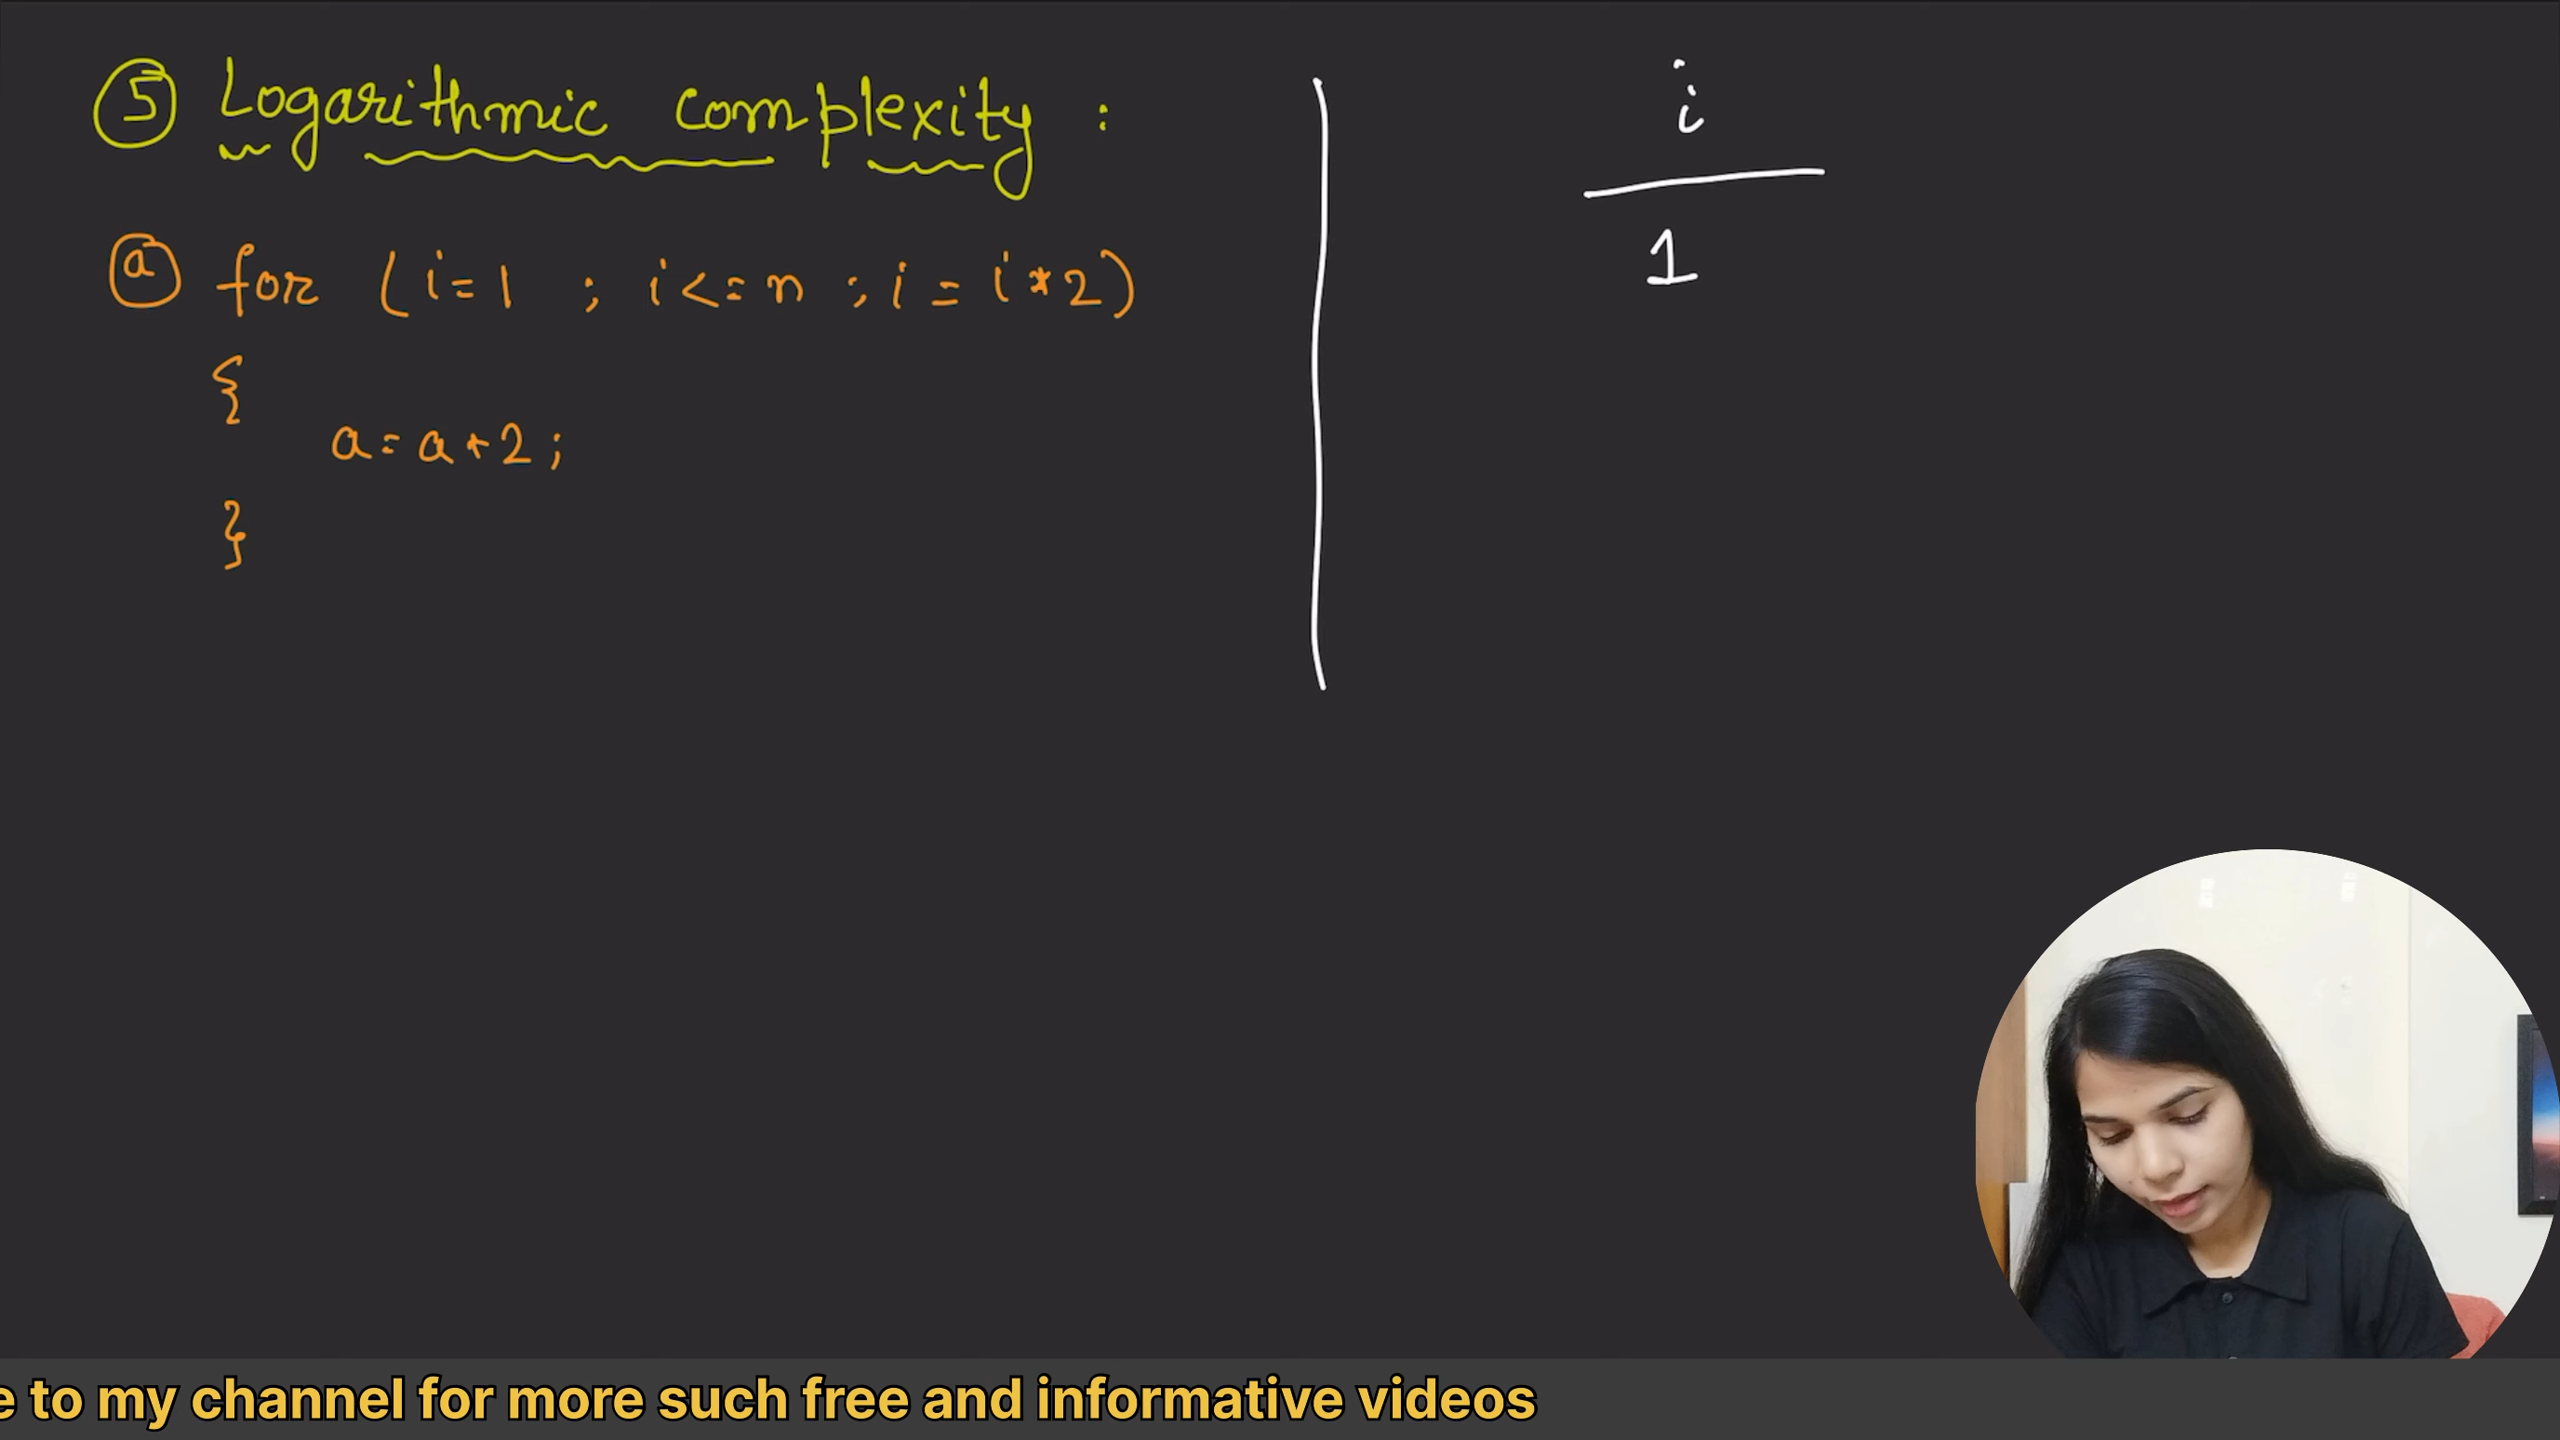 5 Logarithmic complexity :
a for (i=1 ; i<=n ; i = i*2)
{
a=a+2;
}
i
1
e to my channel for more such free and informative videos